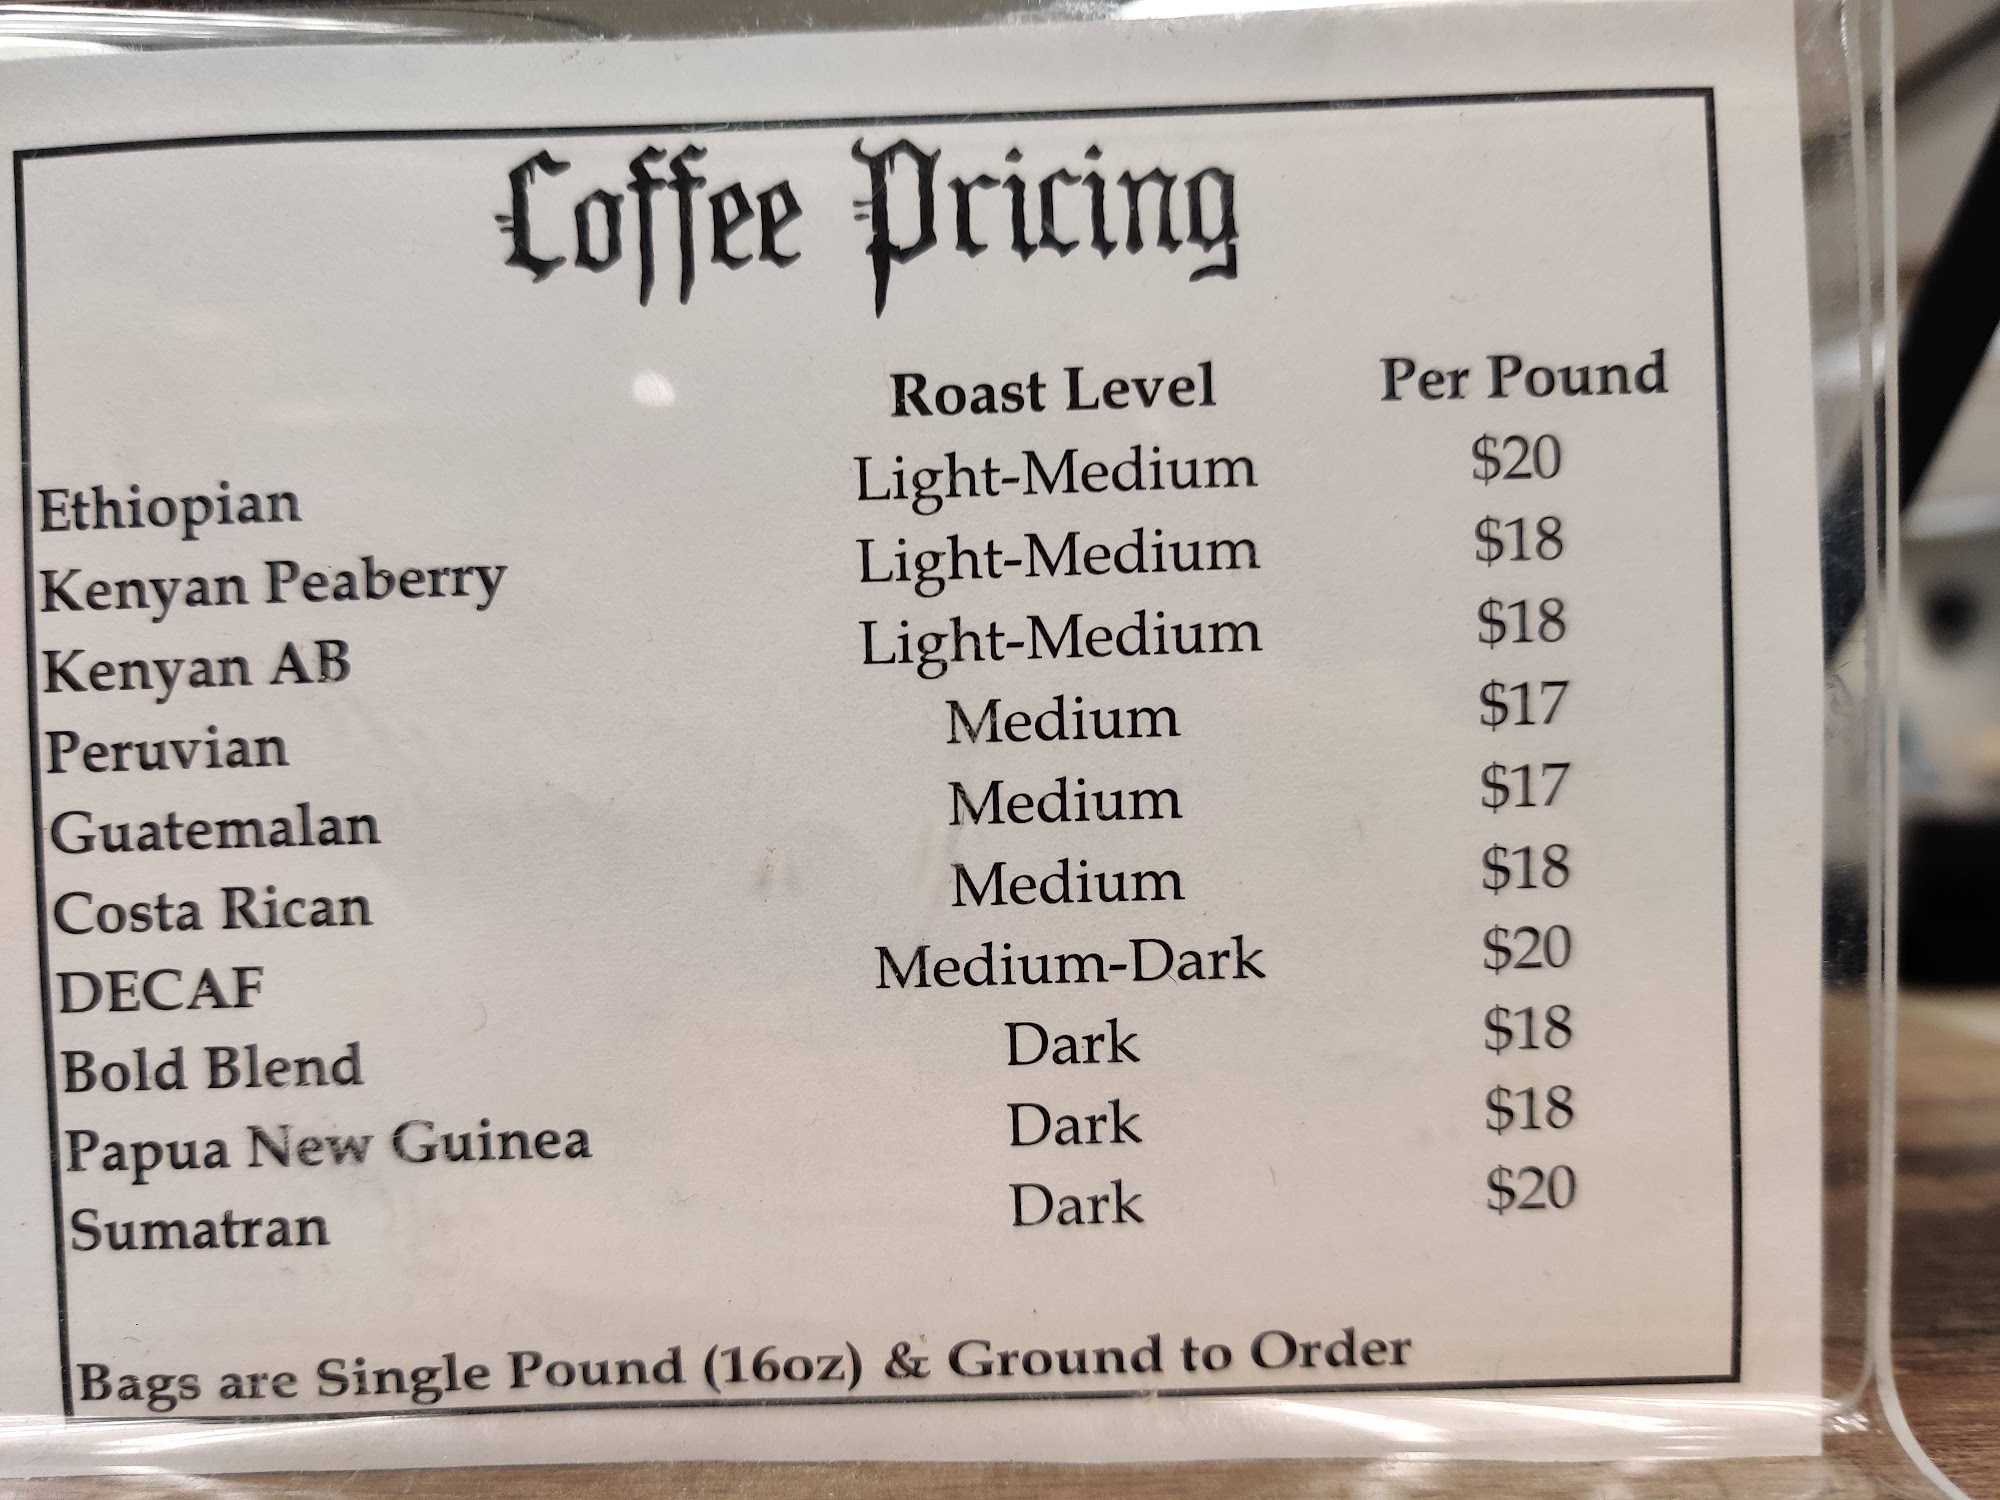 Coffee Pricing
Roast Level Per Pound
Ethiopian Light-Medium $20
Kenyan Peaberry Light-Medium $18
Kenyan AB Light-Medium $18
Peruvian Medium $17
Guatemalan Medium $17
Costa Rican Medium $18
DECAF Medium-Dark $20
Bold Blend Dark $18
Papua New Guinea Dark $18
Sumatran Dark $20
Bags are Single Pound (16oz) & Ground to Order